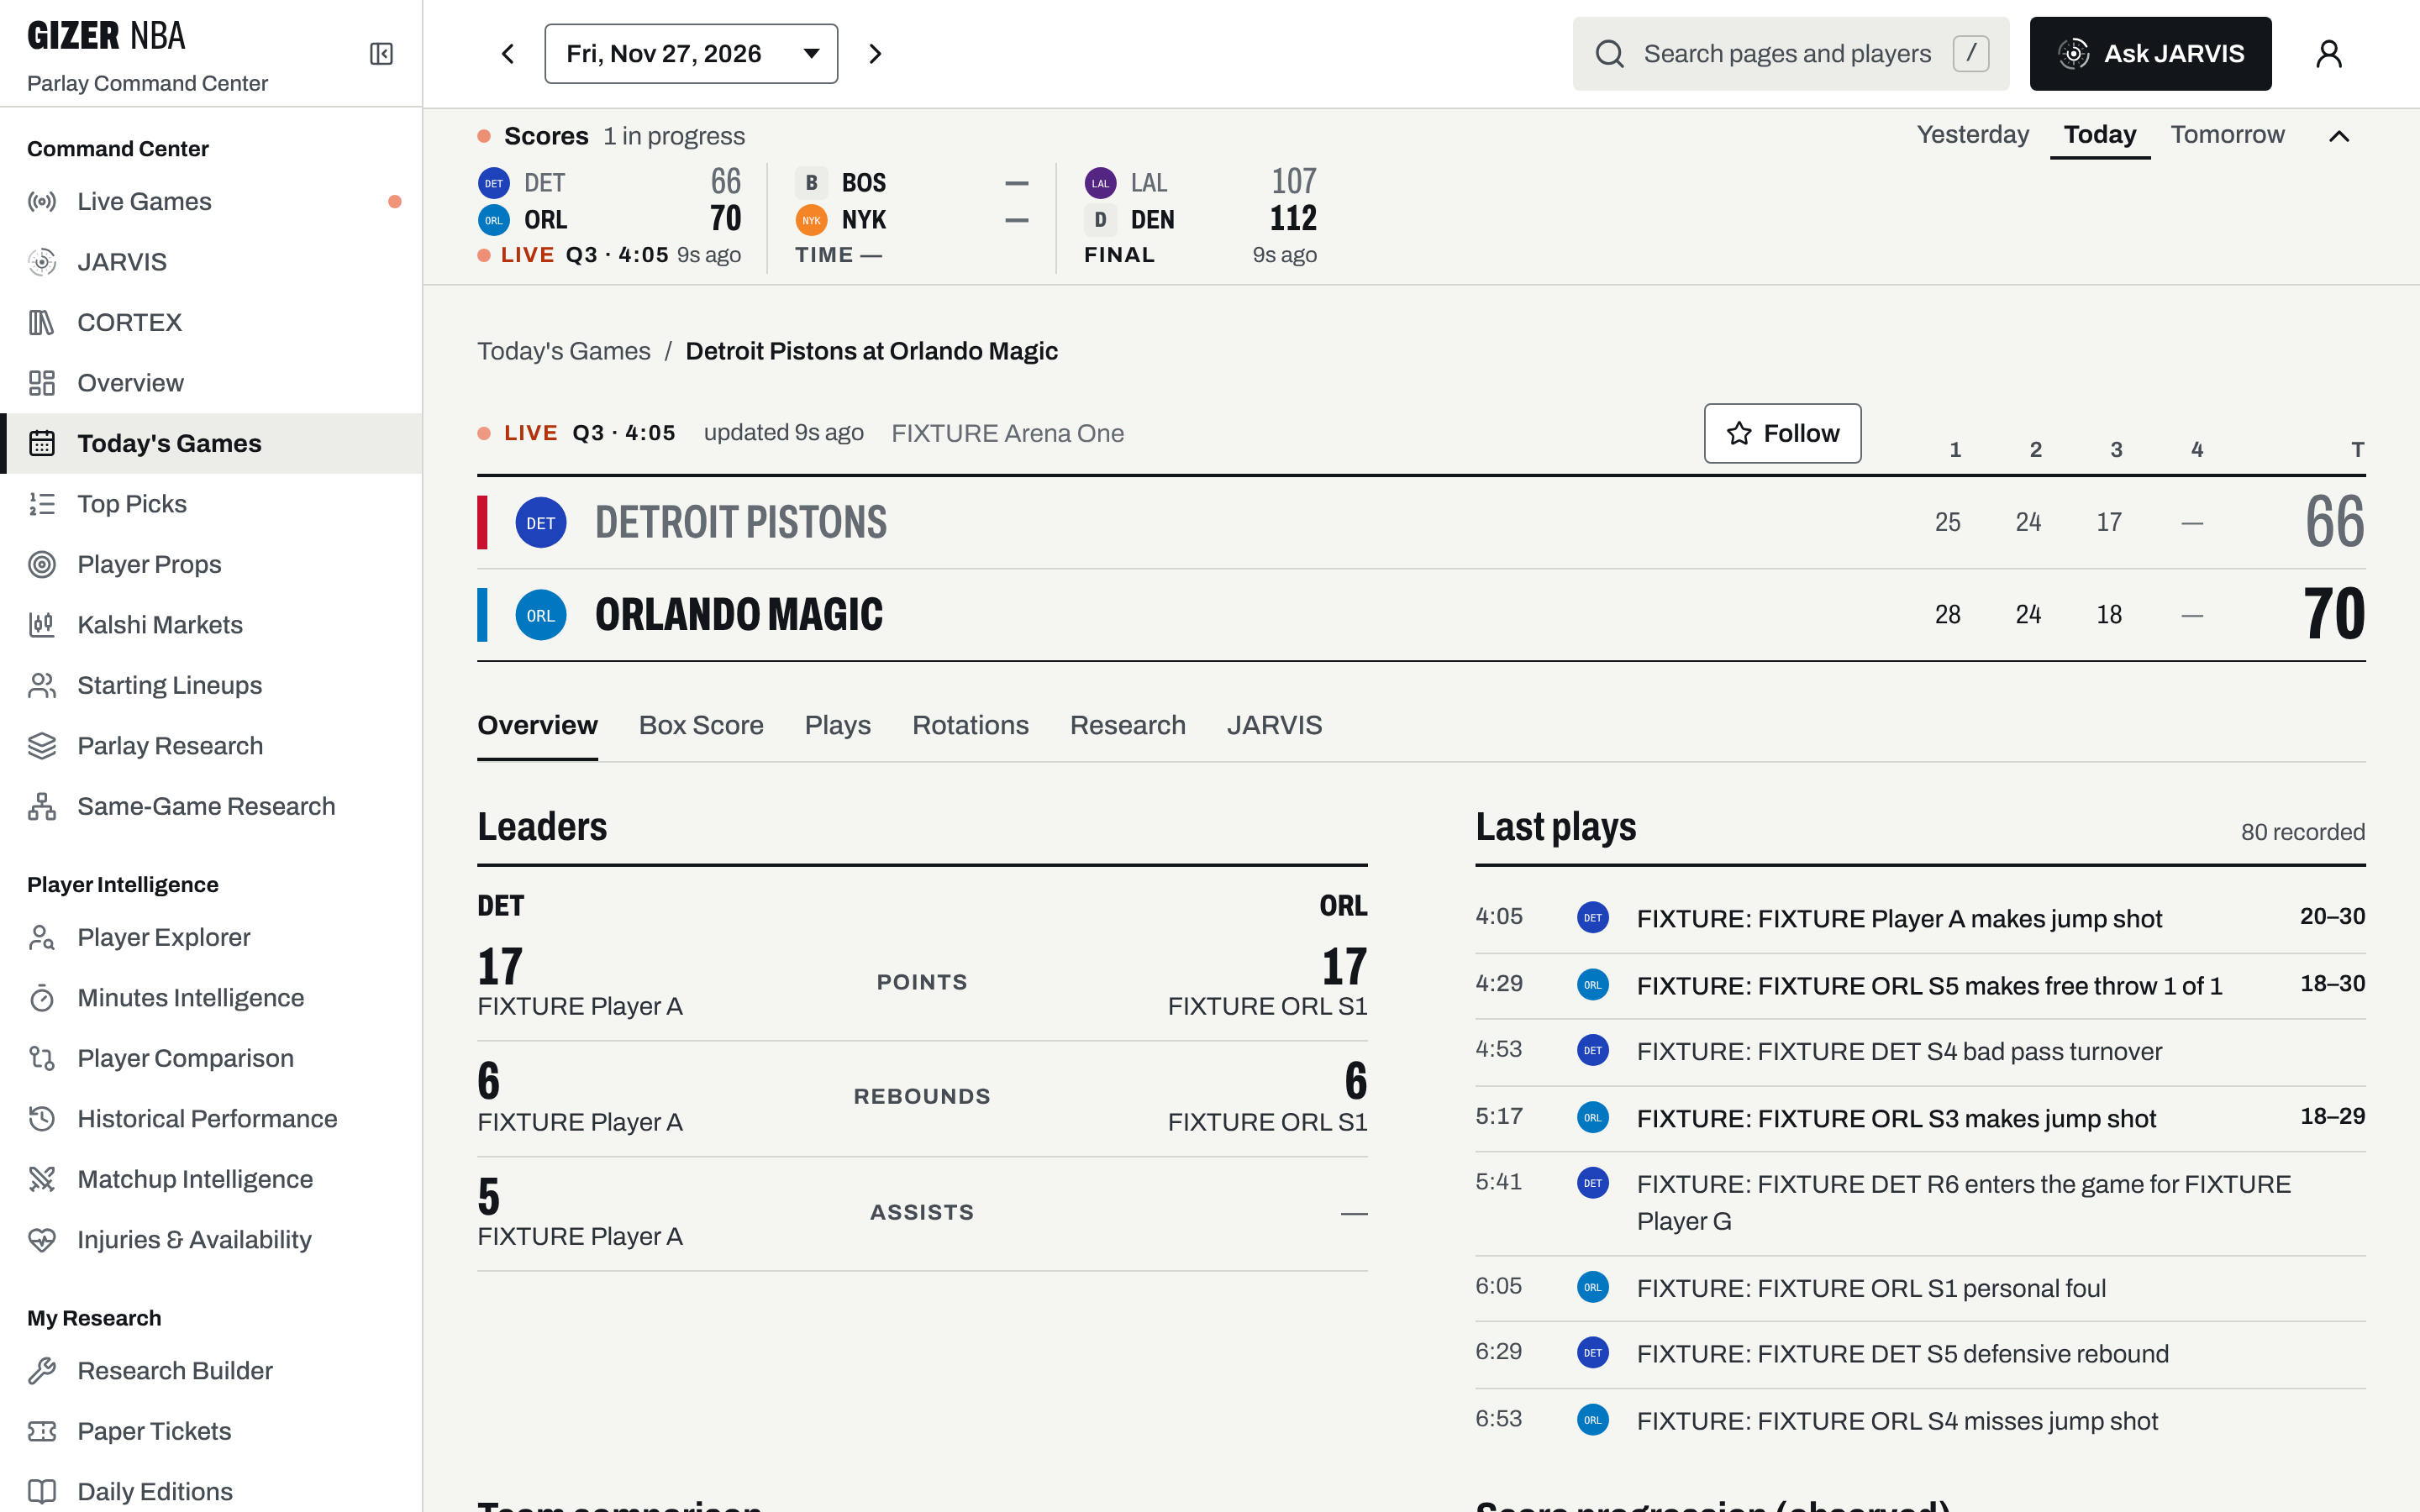 GIZER NBA
Parlay Command Center
Command Center
Live Games
JARVIS
CORTEX
Overview
Today's Games
Top Picks
Player Props
Kalshi Markets
Starting Lineups
Parlay Research
Same-Game Research
Player Intelligence
Player Explorer
Minutes Intelligence
Player Comparison
Historical Performance
Matchup Intelligence
Injuries & Availability
My Research
Research Builder
Paper Tickets
Daily Editions
Fri, Nov 27, 2026
Search pages and players /
Ask JARVIS
Scores 1 in progress
Yesterday Today Tomorrow
DET DET 66
ORL ORL 70
LIVE Q3 · 4:05 9s ago
B BOS —
NYK NYK —
TIME —
LAL LAL 107
D DEN 112
FINAL 9s ago
Today's Games / Detroit Pistons at Orlando Magic
LIVE Q3 · 4:05 updated 9s ago FIXTURE Arena One
Follow
1 2 3 4 T
DET DETROIT PISTONS 25 24 17 — 66
ORL ORLANDO MAGIC 28 24 18 — 70
Overview Box Score Plays Rotations Research JARVIS
Leaders
DET ORL
17 POINTS 17
FIXTURE Player A FIXTURE ORL S1
6 REBOUNDS 6
FIXTURE Player A FIXTURE ORL S1
5 ASSISTS —
FIXTURE Player A
Last plays 80 recorded
4:05 DET FIXTURE: FIXTURE Player A makes jump shot 20–30
4:29 ORL FIXTURE: FIXTURE ORL S5 makes free throw 1 of 1 18–30
4:53 DET FIXTURE: FIXTURE DET S4 bad pass turnover
5:17 ORL FIXTURE: FIXTURE ORL S3 makes jump shot 18–29
5:41 DET FIXTURE: FIXTURE DET R6 enters the game for FIXTURE
Player G
6:05 ORL FIXTURE: FIXTURE ORL S1 personal foul
6:29 DET FIXTURE: FIXTURE DET S5 defensive rebound
6:53 ORL FIXTURE: FIXTURE ORL S4 misses jump shot
Team comparison
Score progression (observed)